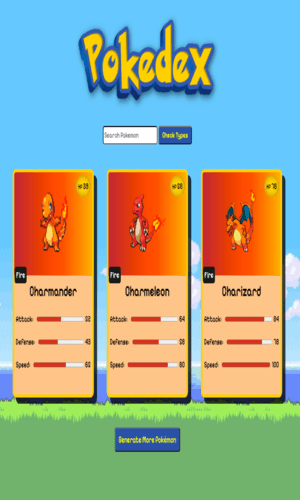 Pokedex
Search Pokemon
Check Types
HP 39
Fire
Charmander
Attack: 52
Defense: 43
Speed: 65
HP 58
Fire
Charmeleon
Attack: 64
Defense: 58
Speed: 80
HP 78
Fire
Charizard
Attack: 84
Defense: 78
Speed: 100
Generate More Pokémon